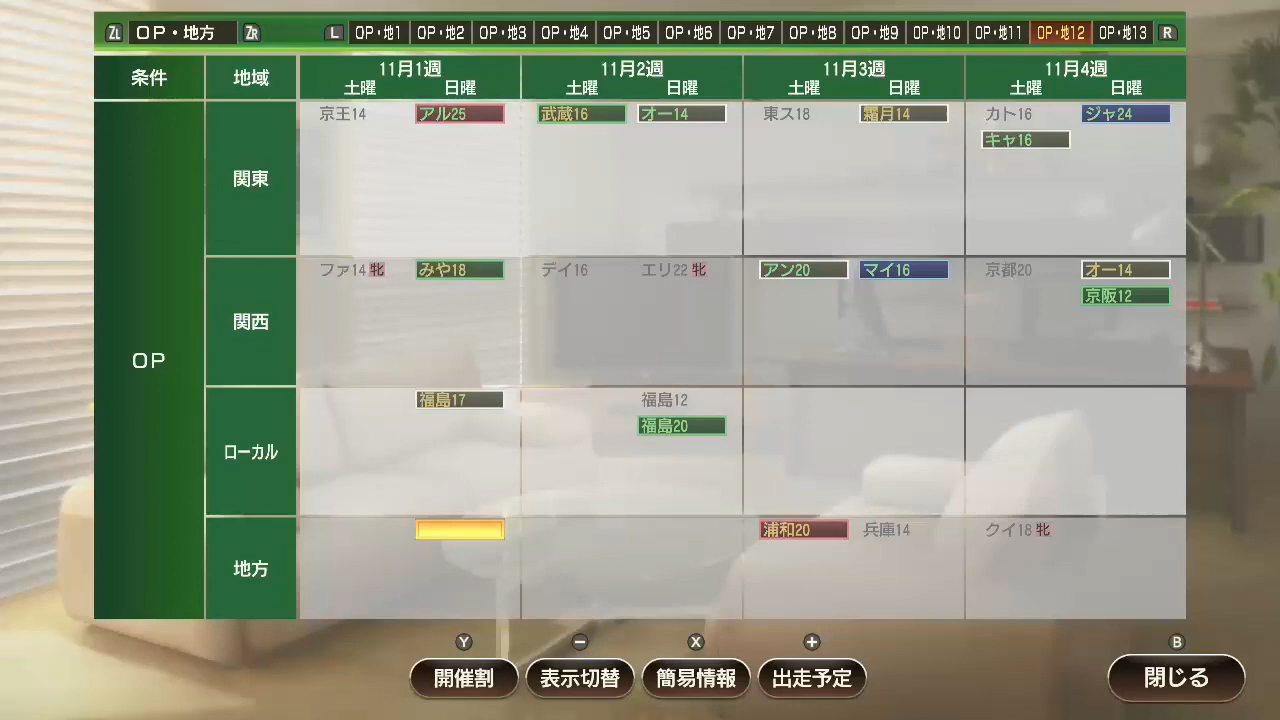 ZL OP・地方 ZR L OP・地1 OP・地2 OP・地3 OP・地4 OP・地5 OP・地6 OP・地7 OP・地8 OP・地9 OP・地10 OP・地11 OP・地12 OP・地13 R
条件 地域 11月1週 11月2週 11月3週 11月4週
土曜 日曜 土曜 日曜 土曜 日曜 土曜 日曜
京王14 アル25 武蔵16 オー14 東ス18 霜月14 カト16 ジャ24
キャ16
関東
ファ14 牝 みや18 デイ16 エリ22 牝 アン20 マイ16 京都20 オー14
京阪12
関西
OP
福島17 福島12
福島20
ローカル
浦和20 兵庫14 クイ18 牝
地方
Y − X + B
開催割 表示切替 簡易情報 出走予定 閉じる